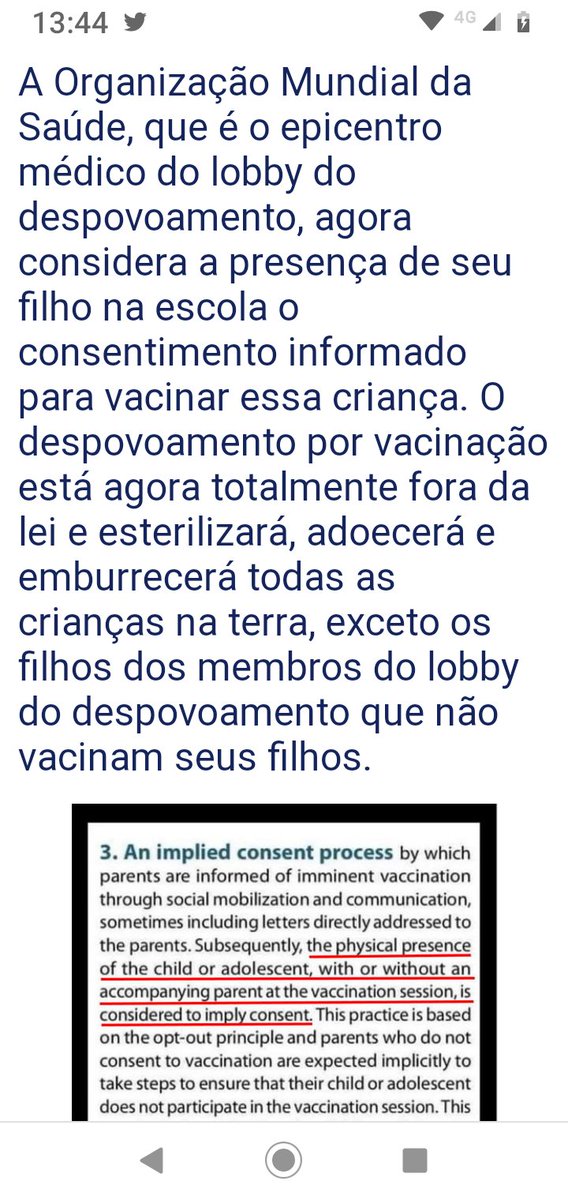 13:44
4G
A Organização Mundial da
Saúde, que é o epicentro
médico do lobby do
despovoamento, agora
considera a presença de seu
filho na escola o
consentimento informado
para vacinar essa criança. O
despovoamento por vacinação
está agora totalmente fora da
lei e esterilizará, adoecerá e
emburrecerá todas as
crianças na terra, exceto os
filhos dos membros do lobby
do despovoamento que não
vacinam seus filhos.
3. An implied consent process by which
parents are informed of imminent vaccination
through social mobilization and communication,
sometimes including letters directly addressed to
the parents. Subsequently, the physical presence
of the child or adolescent, with or without an
accompanying parent at the vaccination session, is
considered to imply consent. This practice is based
on the opt-out principle and parents who do not
consent to vaccination are expected implicitly to
take steps to ensure that their child or adolescent
does not participate in the vaccination session. This